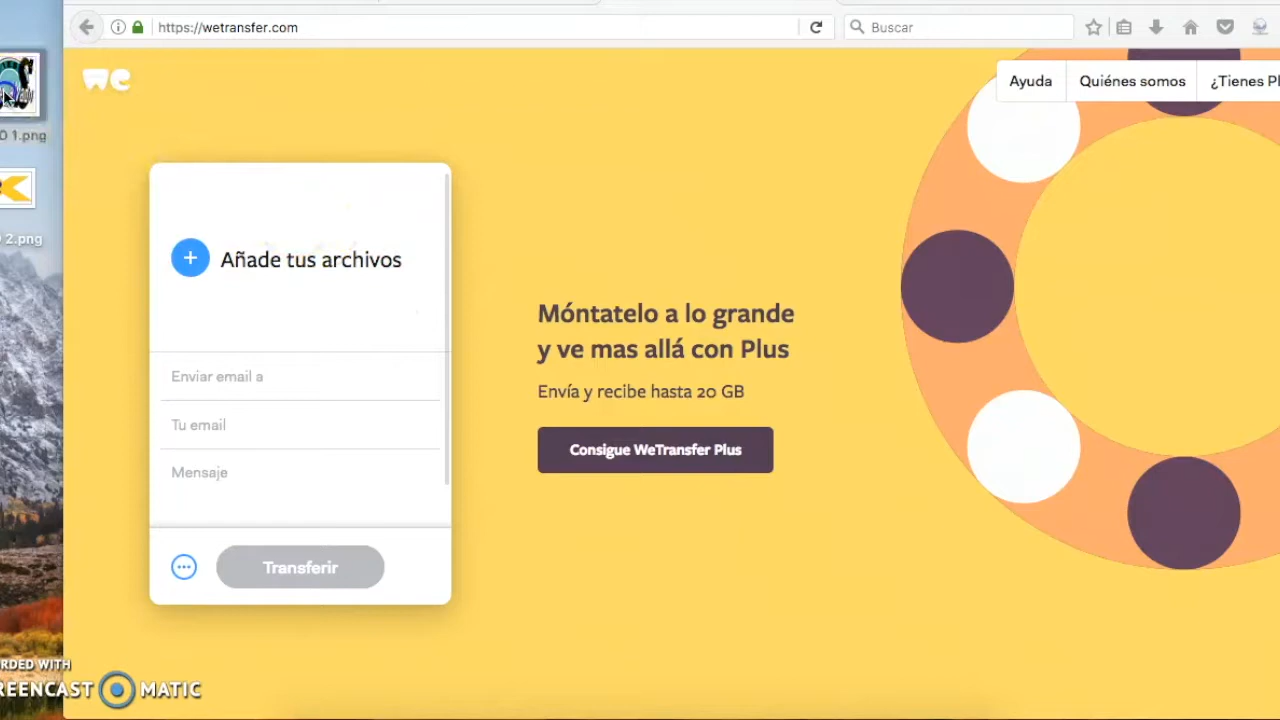 https://wetransfer.com
Buscar
we
Ayuda
Quiénes somos
¿Tienes Pl
O 1.png
2.png
Añade tus archivos
Enviar email a
Tu email
Mensaje
Transferir
Móntatelo a lo grande
y ve mas allá con Plus
Envía y recibe hasta 20 GB
Consigue WeTransfer Plus
RDED WITH
REENCAST MATIC